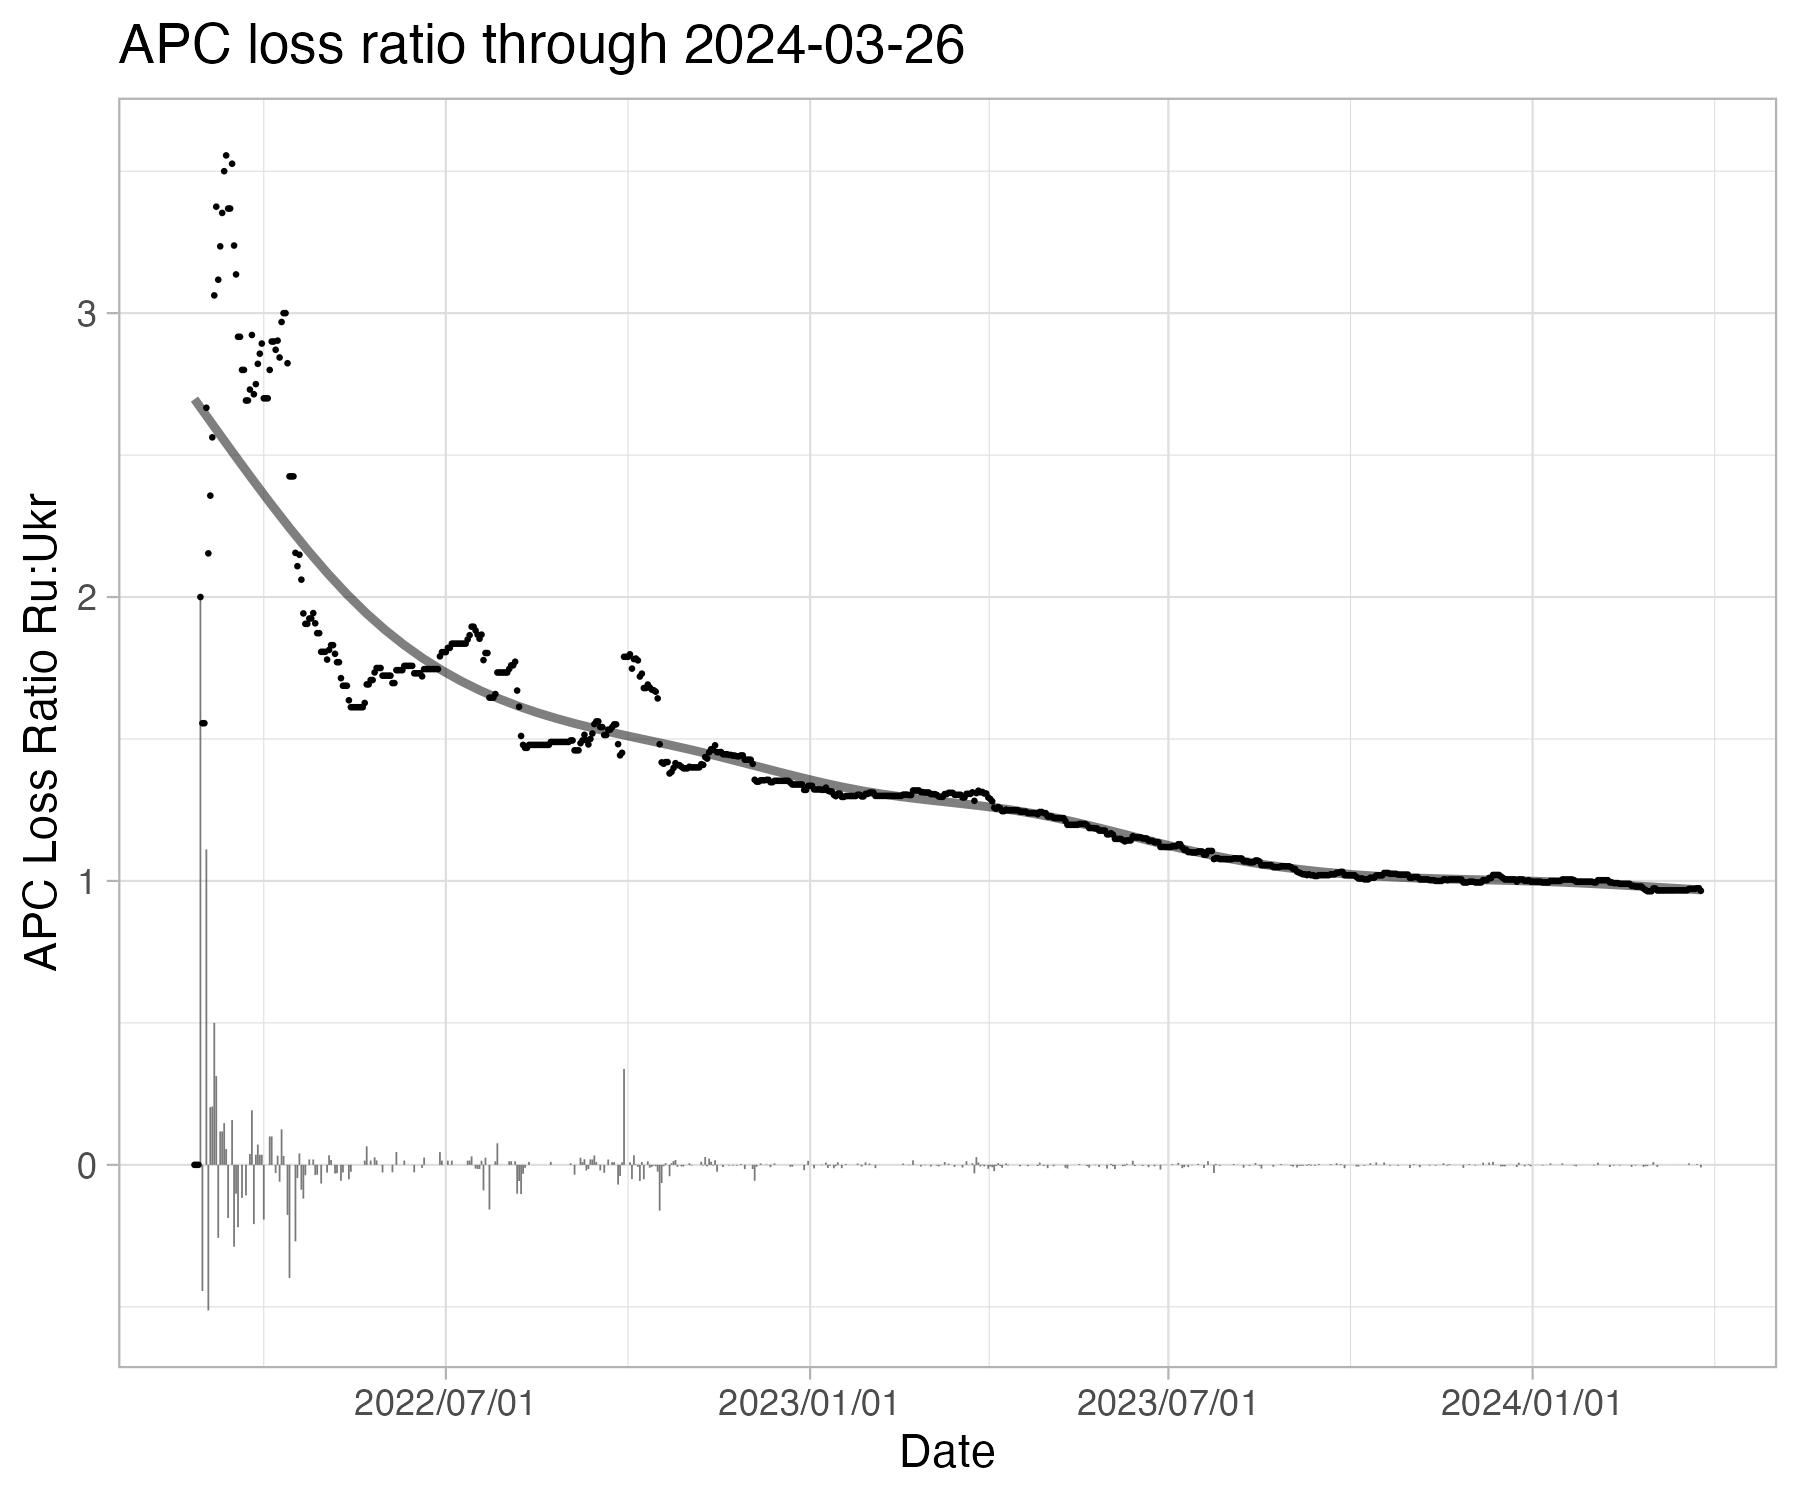 APC loss ratio through 2024-03-26
APC Loss Ratio Ru:Ukr
3
2
1
0
2022/07/01
2023/01/01
2023/07/01
2024/01/01
Date